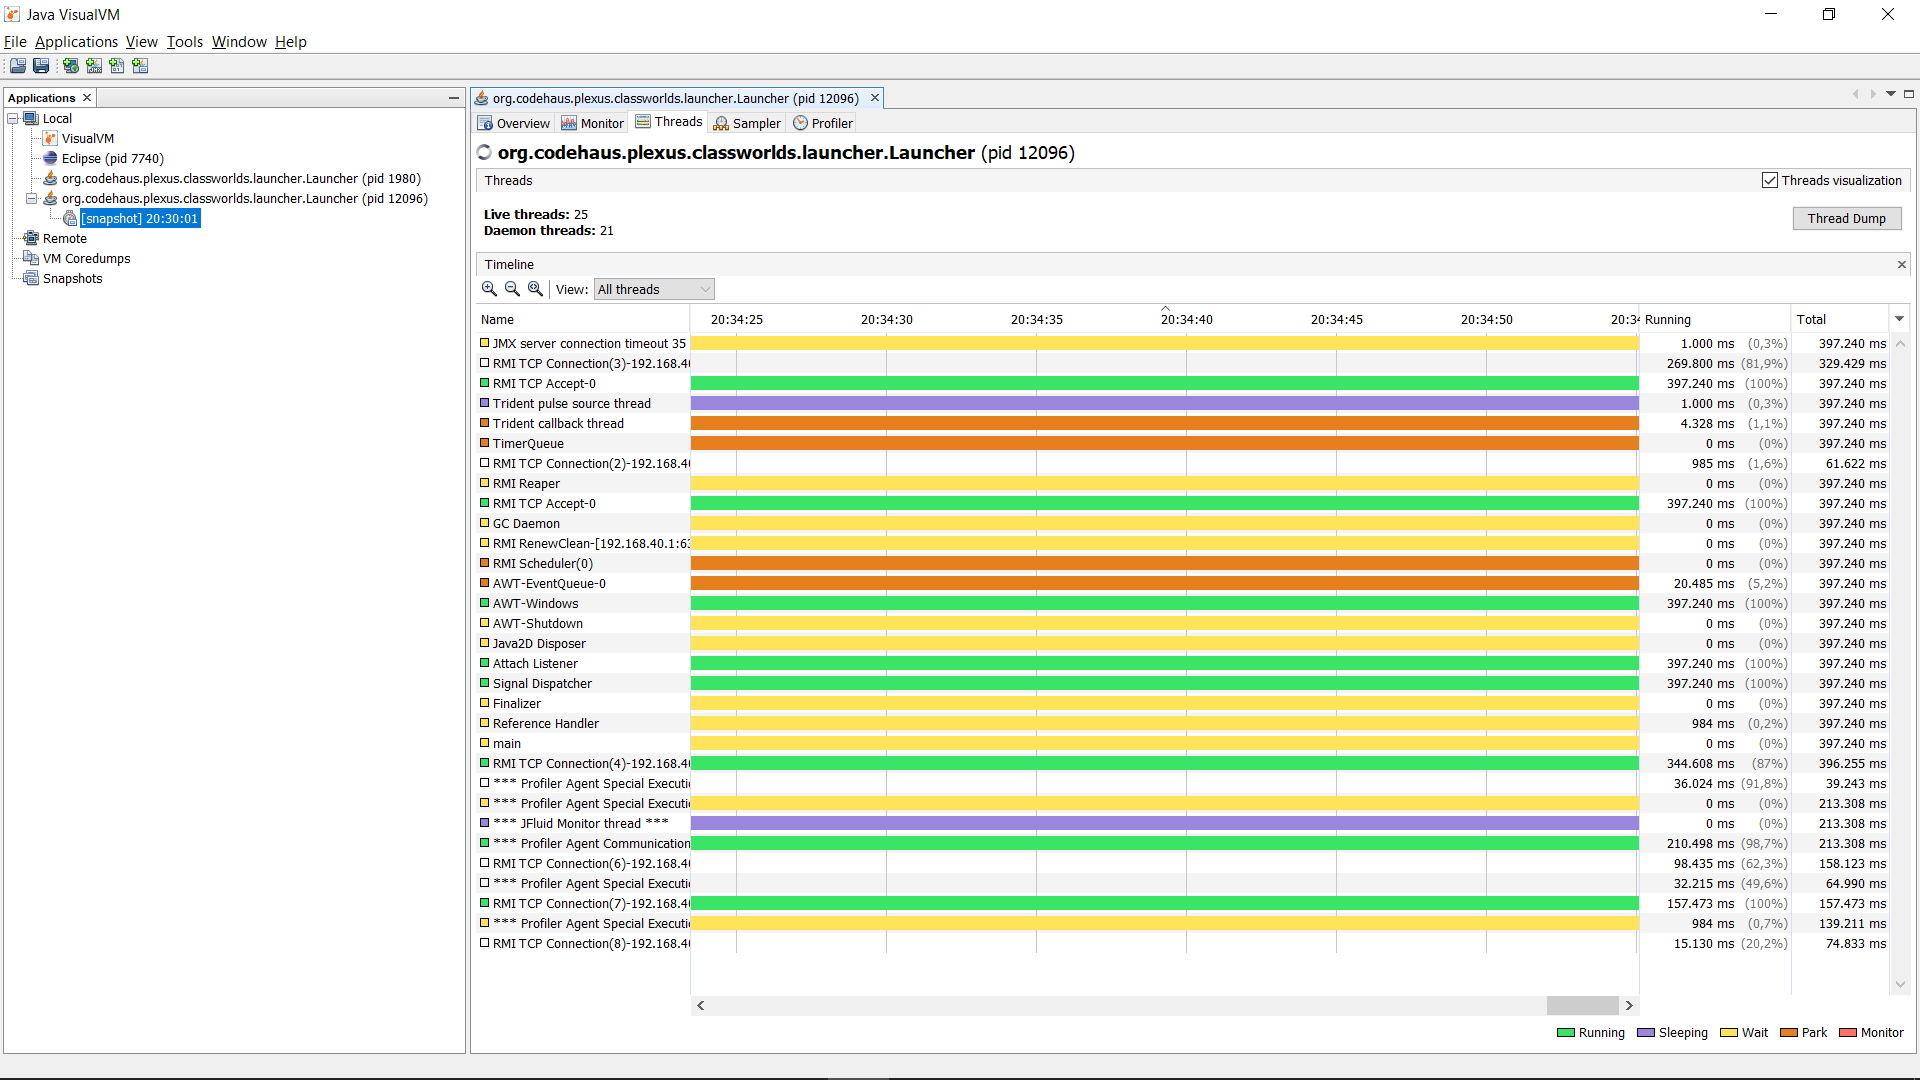 Java VisualVM
File Applications View Tools Window Help
Applications
Local
VisualVM
Eclipse (pid 7740)
org.codehaus.plexus.classworlds.launcher.Launcher (pid 1980)
org.codehaus.plexus.classworlds.launcher.Launcher (pid 12096)
[snapshot] 20:30:01
Remote
VM Coredumps
Snapshots
org.codehaus.plexus.classworlds.launcher.Launcher (pid 12096)
Overview Monitor Threads Sampler Profiler
org.codehaus.plexus.classworlds.launcher.Launcher (pid 12096)
Threads Threads visualization
Live threads: 25
Daemon threads: 21
Thread Dump
Timeline
View: All threads
Name 20:34:25 20:34:30 20:34:35 20:34:40 20:34:45 20:34:50 20:34 Running Total
JMX server connection timeout 35 1.000 ms (0,3%) 397.240 ms
RMI TCP Connection(3)-192.168.40 269.800 ms (81,9%) 329.429 ms
RMI TCP Accept-0 397.240 ms (100%) 397.240 ms
Trident pulse source thread 1.000 ms (0,3%) 397.240 ms
Trident callback thread 4.328 ms (1,1%) 397.240 ms
TimerQueue 0 ms (0%) 397.240 ms
RMI TCP Connection(2)-192.168.40 985 ms (1,6%) 61.622 ms
RMI Reaper 0 ms (0%) 397.240 ms
RMI TCP Accept-0 397.240 ms (100%) 397.240 ms
GC Daemon 0 ms (0%) 397.240 ms
RMI RenewClean-[192.168.40.1:63 0 ms (0%) 397.240 ms
RMI Scheduler(0) 0 ms (0%) 397.240 ms
AWT-EventQueue-0 20.485 ms (5,2%) 397.240 ms
AWT-Windows 397.240 ms (100%) 397.240 ms
AWT-Shutdown 0 ms (0%) 397.240 ms
Java2D Disposer 0 ms (0%) 397.240 ms
Attach Listener 397.240 ms (100%) 397.240 ms
Signal Dispatcher 397.240 ms (100%) 397.240 ms
Finalizer 0 ms (0%) 397.240 ms
Reference Handler 984 ms (0,2%) 397.240 ms
main 0 ms (0%) 397.240 ms
RMI TCP Connection(4)-192.168.40 344.608 ms (87%) 396.255 ms
*** Profiler Agent Special Executi 36.024 ms (91,8%) 39.243 ms
*** Profiler Agent Special Executi 0 ms (0%) 213.308 ms
*** JFluid Monitor thread *** 0 ms (0%) 213.308 ms
*** Profiler Agent Communication 210.498 ms (98,7%) 213.308 ms
RMI TCP Connection(6)-192.168.40 98.435 ms (62,3%) 158.123 ms
*** Profiler Agent Special Executi 32.215 ms (49,6%) 64.990 ms
RMI TCP Connection(7)-192.168.40 157.473 ms (100%) 157.473 ms
*** Profiler Agent Special Executi 984 ms (0,7%) 139.211 ms
RMI TCP Connection(8)-192.168.40 15.130 ms (20,2%) 74.833 ms
Running Sleeping Wait Park Monitor